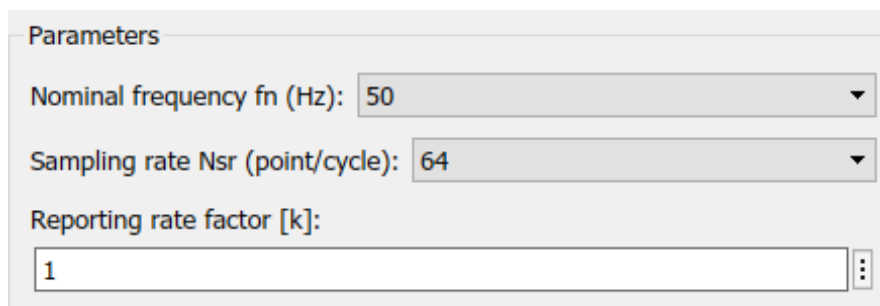 Parameters
Nominal frequency fn (Hz): 50
Sampling rate Nsr (point/cycle): 64
Reporting rate factor [k]:
1